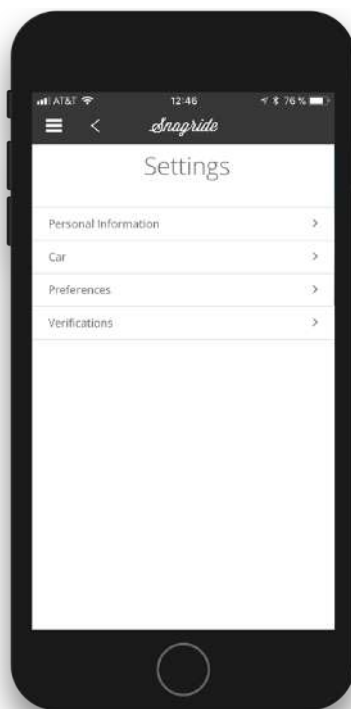 AT&T 12:46 76 %
Snagride
Settings
Personal Information
Car
Preferences
Verifications